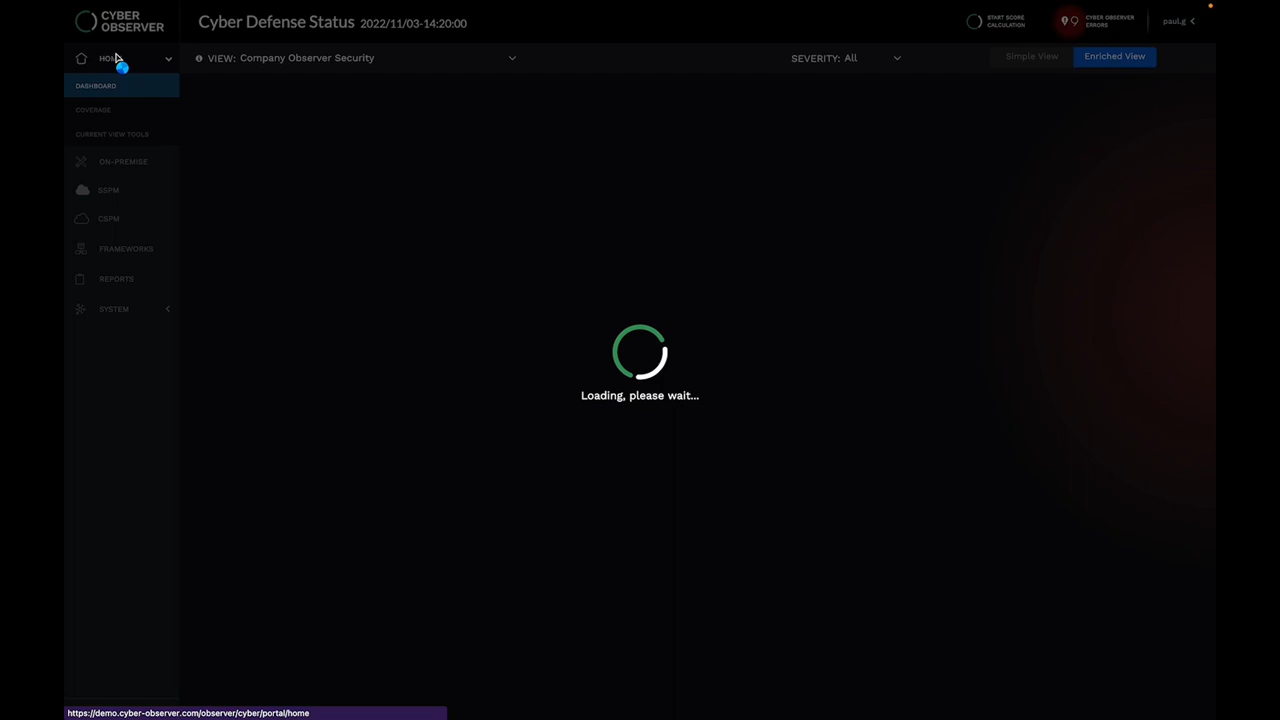 CYBER
OBSERVER
Cyber Defense Status 2022/11/03-14:20:00
START SCORE
CALCULATION
CYBER OBSERVER
ERRORS
paul.g
VIEW: Company Observer Security
SEVERITY: All
Simple View
Enriched View
DASHBOARD
COVERAGE
CURRENT VIEW TOOLS
ON-PREMISE
SSPM
CSPM
FRAMEWORKS
REPORTS
SYSTEM
Loading, please wait...
https://demo.cyber-observer.com/observer/cyber/portal/home